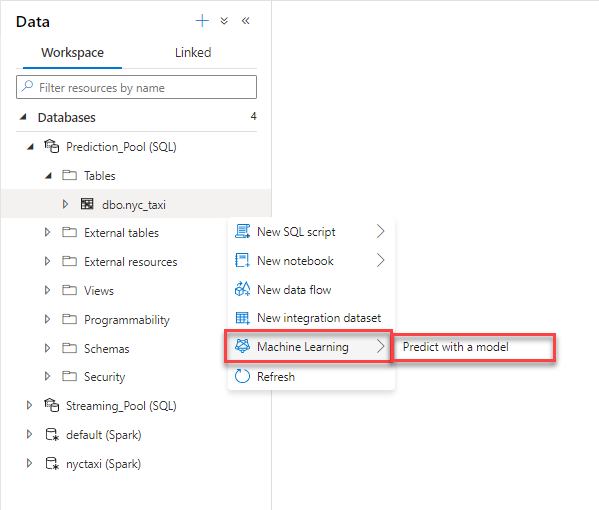 Data
Workspace Linked
Filter resources by name
Databases 4
Prediction_Pool (SQL)
Tables
dbo.nyc_taxi
External tables
External resources
Views
Programmability
Schemas
Security
Streaming_Pool (SQL)
default (Spark)
nyctaxi (Spark)
New SQL script
New notebook
New data flow
New integration dataset
Machine Learning
Refresh
Predict with a model